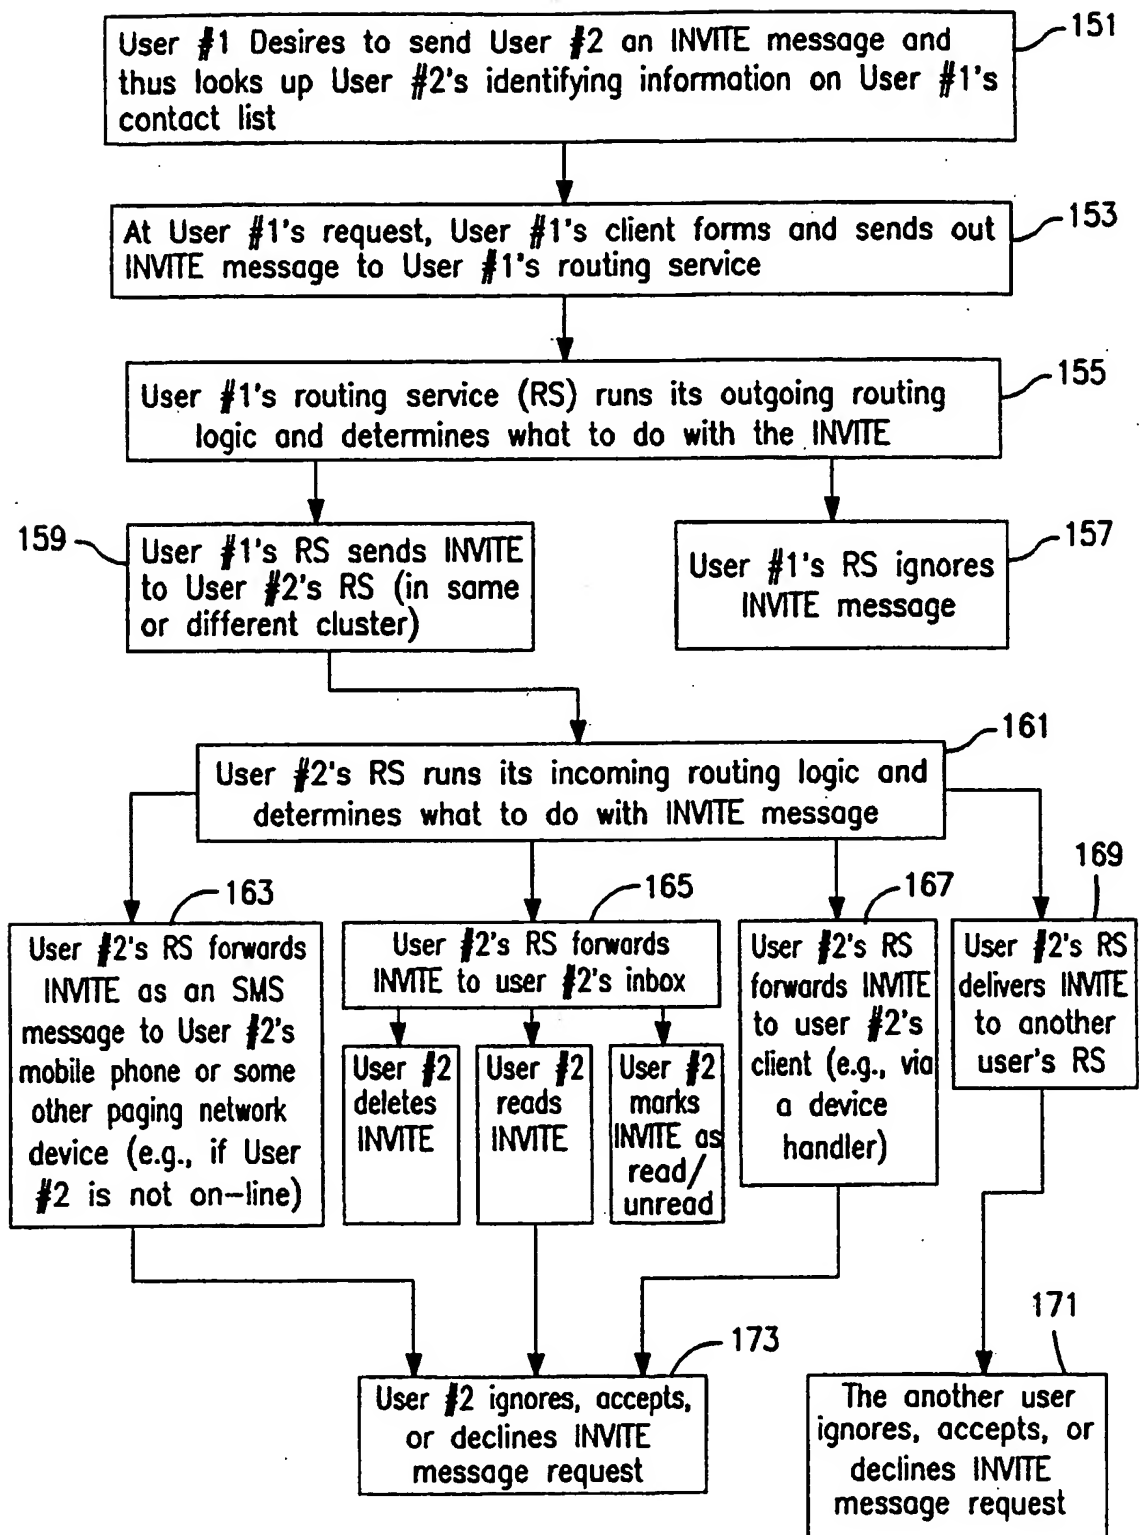 151
User #1 Desires to send User #2 an INVITE message and
thus looks up User #2's identifying information on User #1's
contact list
153
At User #1's request, User #1's client forms and sends out
INVITE message to User #1's routing service
155
User #1's routing service (RS) runs its outgoing routing
logic and determines what to do with the INVITE
159
User #1's RS sends INVITE
to User #2's RS (in same
or different cluster)
157
User #1's RS ignores
INVITE message
161
User #2's RS runs its incoming routing logic and
determines what to do with INVITE message
163
User #2's RS forwards
INVITE as an SMS
message to User #2's
mobile phone or some
other paging network
device (e.g., if User
#2 is not on-line)
165
User #2's RS forwards
INVITE to user #2's inbox
User #2
deletes
INVITE
User #2
reads
INVITE
User #2
marks
INVITE as
read/
unread
167
User #2's RS
forwards INVITE
to user #2's
client (e.g., via
a device
handler)
169
User #2's RS
delivers INVITE
to another
user's RS
173
User #2 ignores, accepts,
or declines INVITE
message request
171
The another user
ignores, accepts, or
declines INVITE
message request